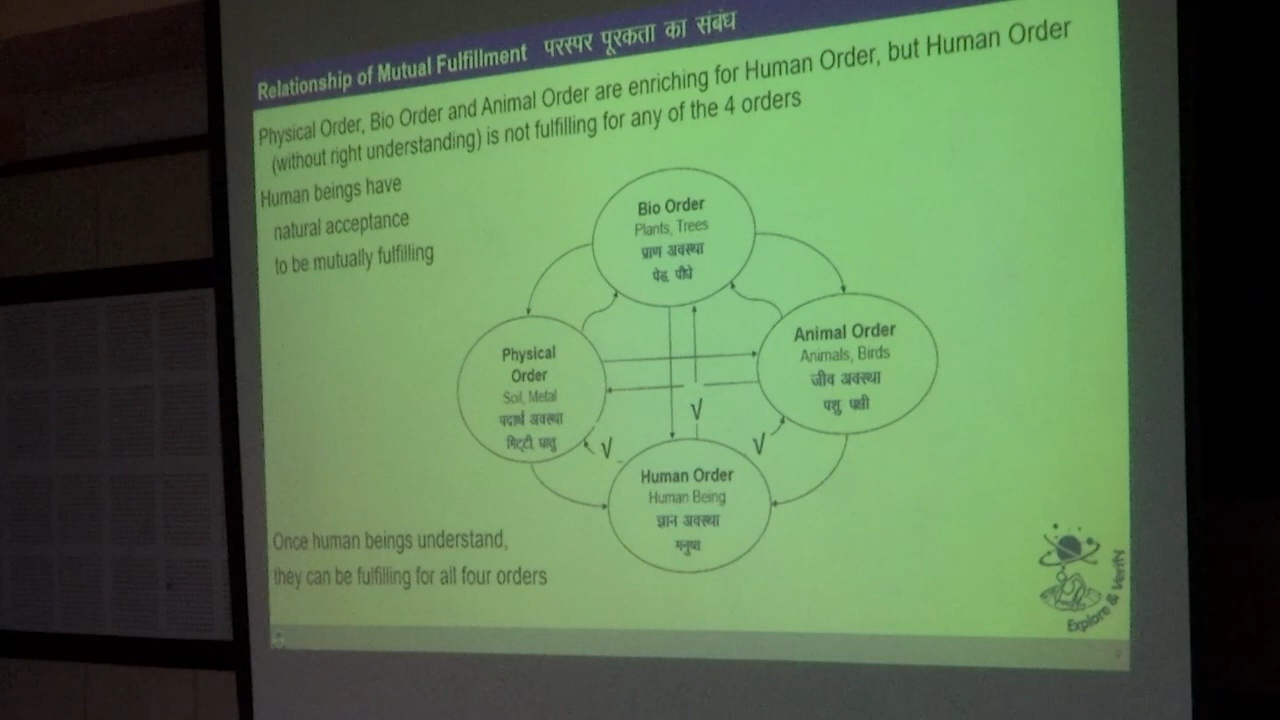 Relationship of Mutual Fulfillment परस्पर पूरकता का संबंध
Physical Order, Bio Order and Animal Order are enriching for Human Order, but Human Order
(without right understanding) is not fulfilling for any of the 4 orders
Human beings have
natural acceptance
to be mutually fulfilling
Bio Order
Plants, Trees
प्राण अवस्था
पेड़ पौधे
Physical
Order
Soil, Metal
पदार्थ अवस्था
मिट्टी धातु
Animal Order
Animals, Birds
जीव अवस्था
पशु पक्षी
√
√
√
Human Order
Human Being
ज्ञान अवस्था
मनुष्य
Once human beings understand,
they can be fulfilling for all four orders
Explore & Verify